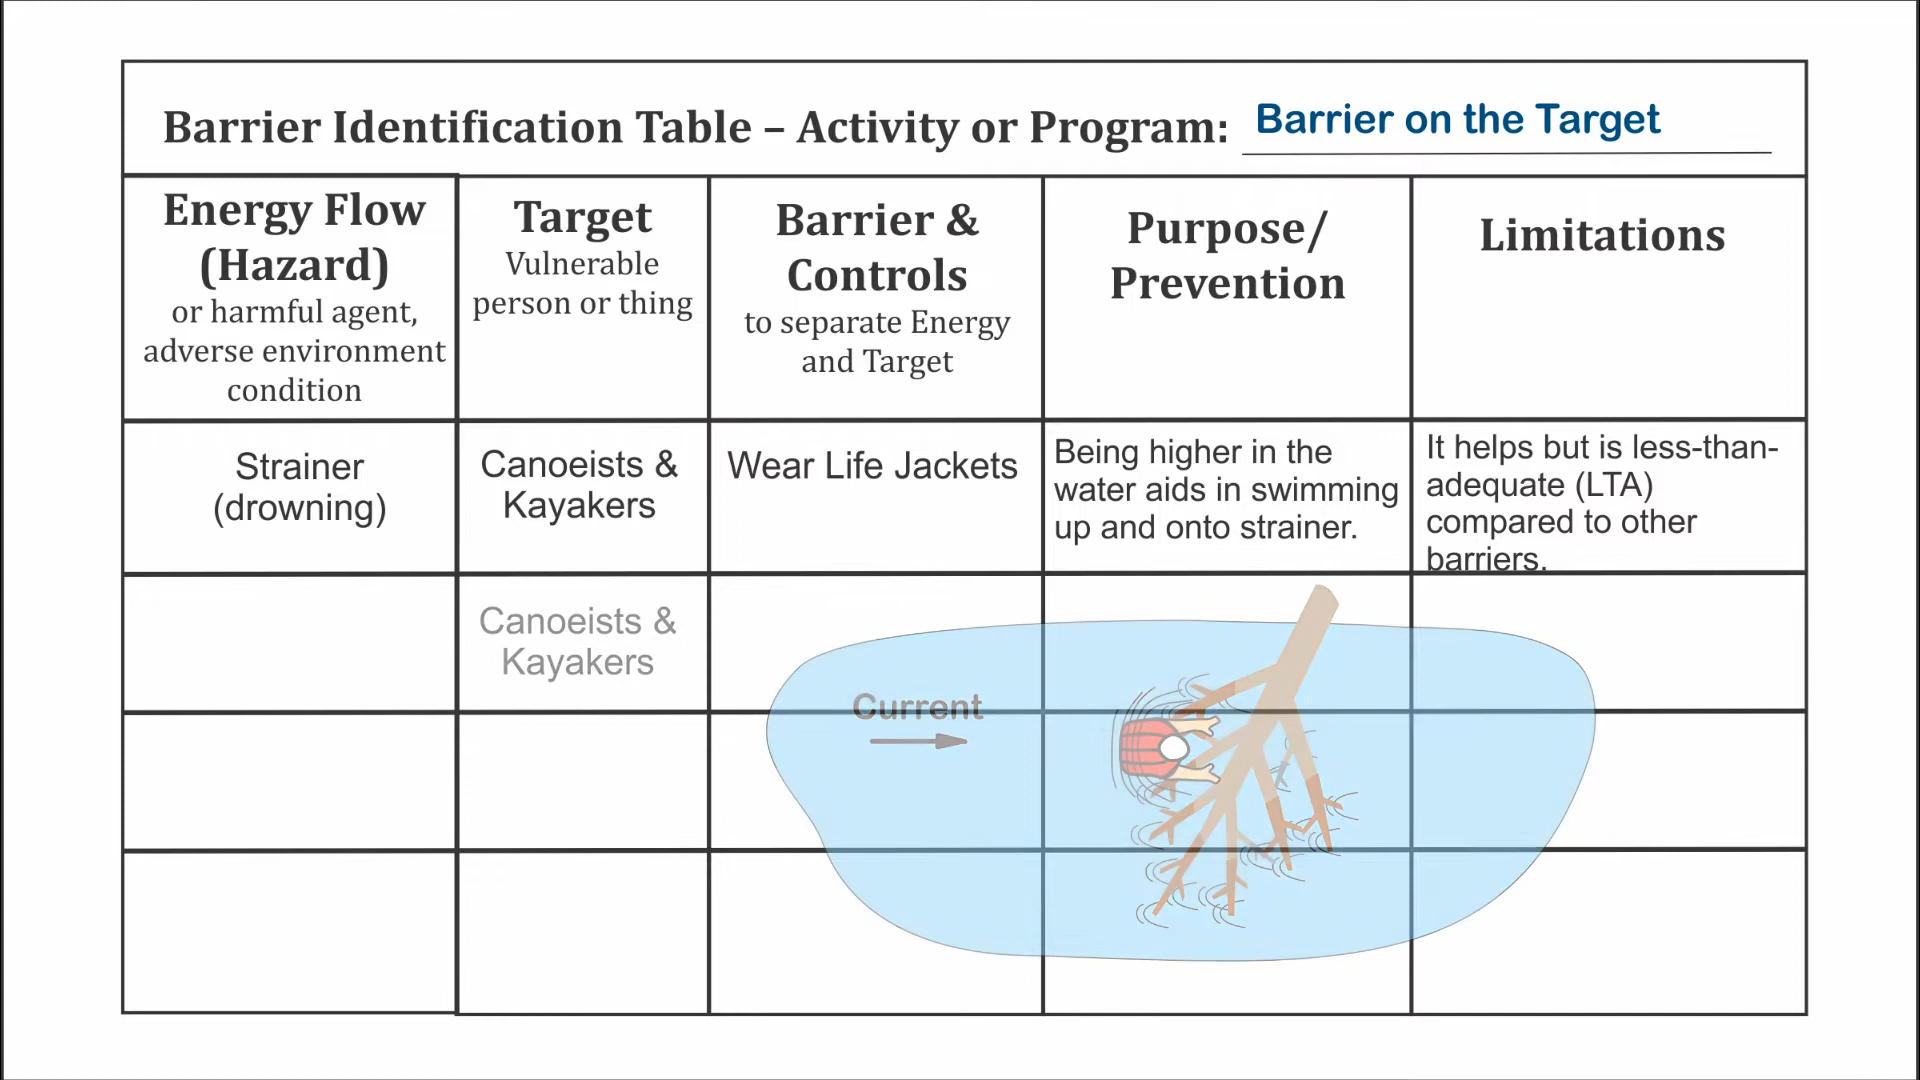 Barrier Identification Table – Activity or Program: Barrier on the Target
Energy Flow
(Hazard)
or harmful agent,
adverse environment
condition
Target
Vulnerable
person or thing
Barrier &
Controls
to separate Energy
and Target
Purpose/
Prevention
Limitations
Strainer
(drowning)
Canoeists &
Kayakers
Wear Life Jackets
Being higher in the
water aids in swimming
up and onto strainer.
It helps but is less-than-
adequate (LTA)
compared to other
barriers.
Canoeists &
Kayakers
Current